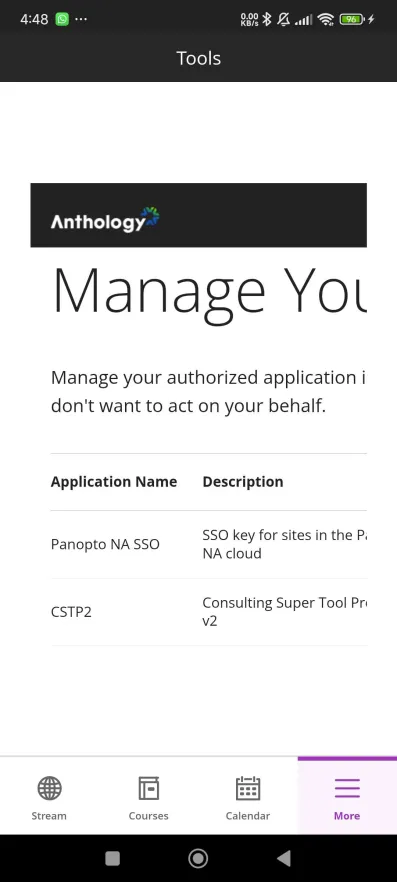 4:48
0.00
KB/s
96
Tools
Anthology
Manage You
Manage your authorized application i
don't want to act on your behalf.
Application Name Description
Panopto NA SSO
SSO key for sites in the Pa
NA cloud
CSTP2
Consulting Super Tool Pro
v2
Stream Courses Calendar More